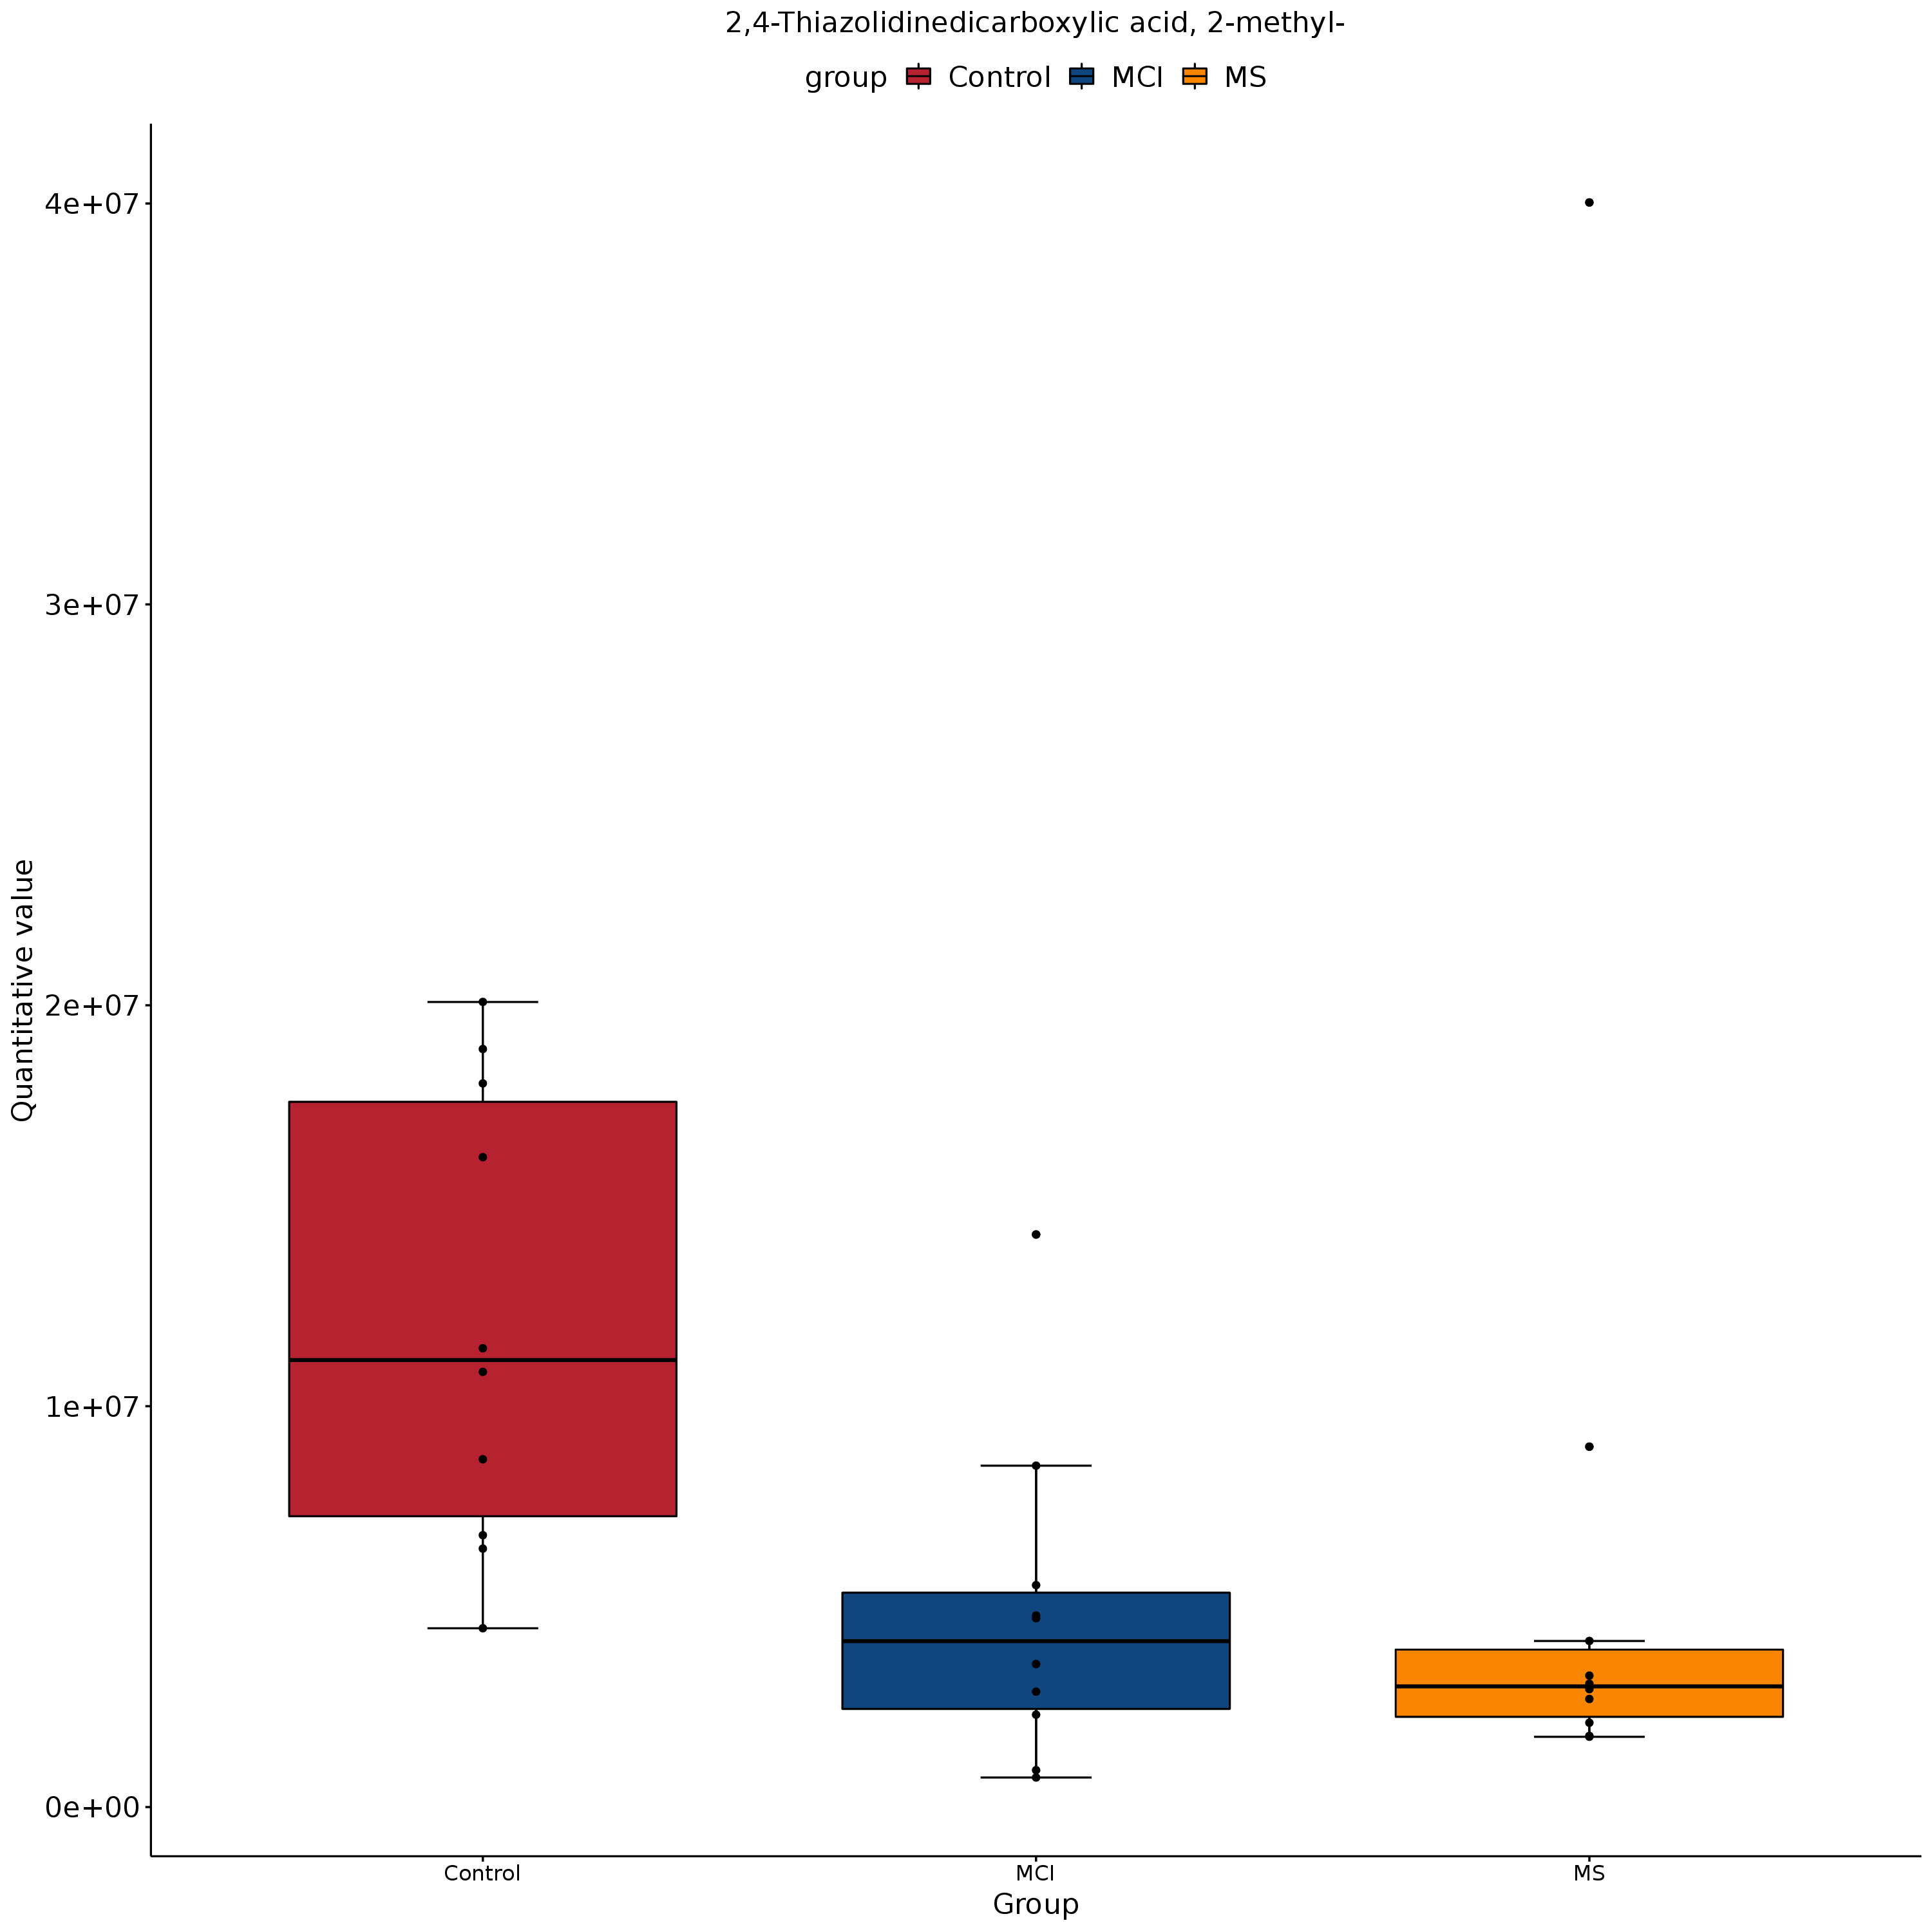 2,4-Thiazolidinedicarboxylic acid, 2-methyl-
group Control MCI MS
4e+07
3e+07
2e+07
1e+07
0e+00
Quantitative value
Control MCI MS
Group